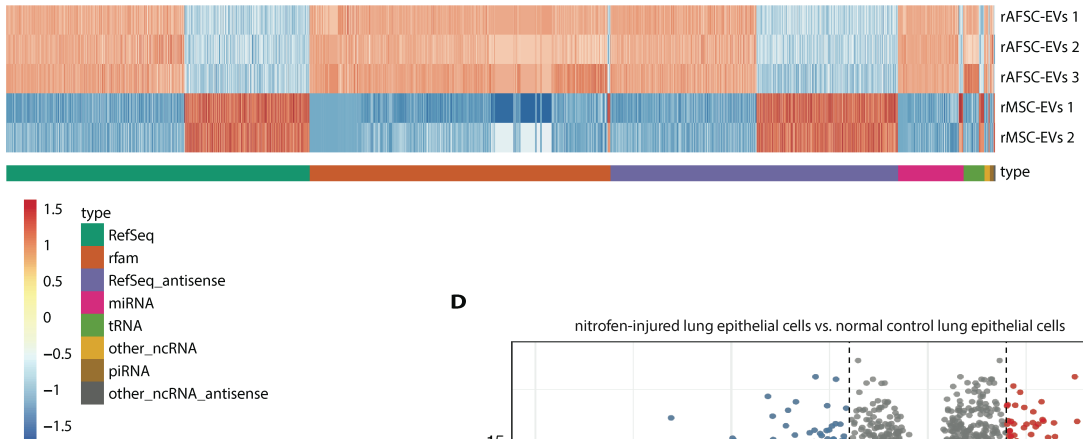 rAFSC-EVs 1
rAFSC-EVs 2
rAFSC-EVs 3
rMSC-EVs 1
rMSC-EVs 2
type
1.5
1
0.5
0
−0.5
−1
−1.5
type
RefSeq
rfam
RefSeq_antisense
miRNA
tRNA
other_ncRNA
piRNA
other_ncRNA_antisense
D
nitrofen-injured lung epithelial cells vs. normal control lung epithelial cells
15